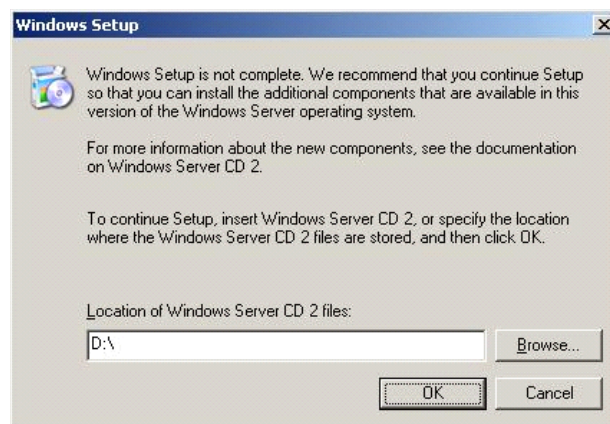 Windows Setup
Windows Setup is not complete. We recommend that you continue Setup
so that you can install the additional components that are available in this
version of the Windows Server operating system.
For more information about the new components, see the documentation
on Windows Server CD 2.
To continue Setup, insert Windows Server CD 2, or specify the location
where the Windows Server CD 2 files are stored, and then click OK.
Location of Windows Server CD 2 files:
D:\
Browse...
OK
Cancel